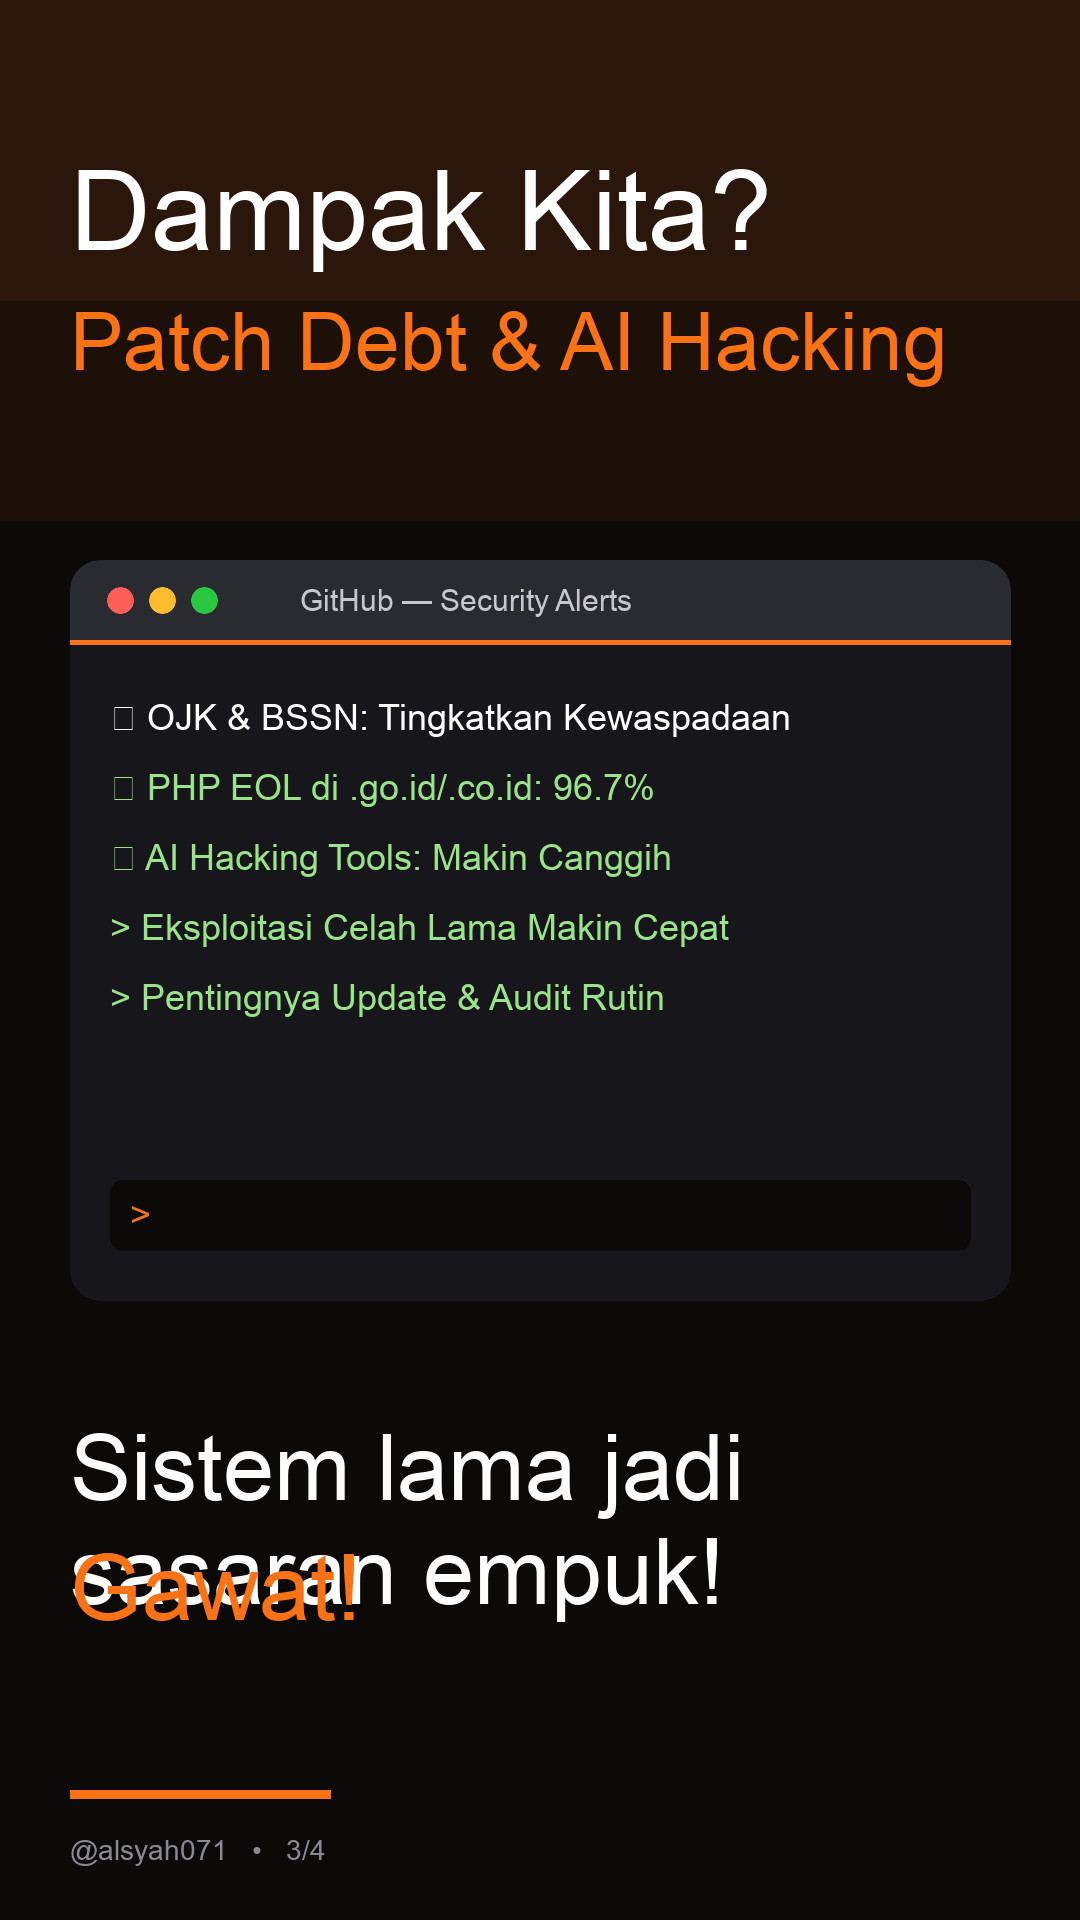 Dampak Kita?
Patch Debt & AI Hacking
GitHub — Security Alerts
OJK & BSSN: Tingkatkan Kewaspadaan
PHP EOL di .go.id/.co.id: 96.7%
AI Hacking Tools: Makin Canggih
> Eksploitasi Celah Lama Makin Cepat
> Pentingnya Update & Audit Rutin
>
Sistem lama jadi
sasaran empuk!
Gawat!
@alsyah071 • 3/4